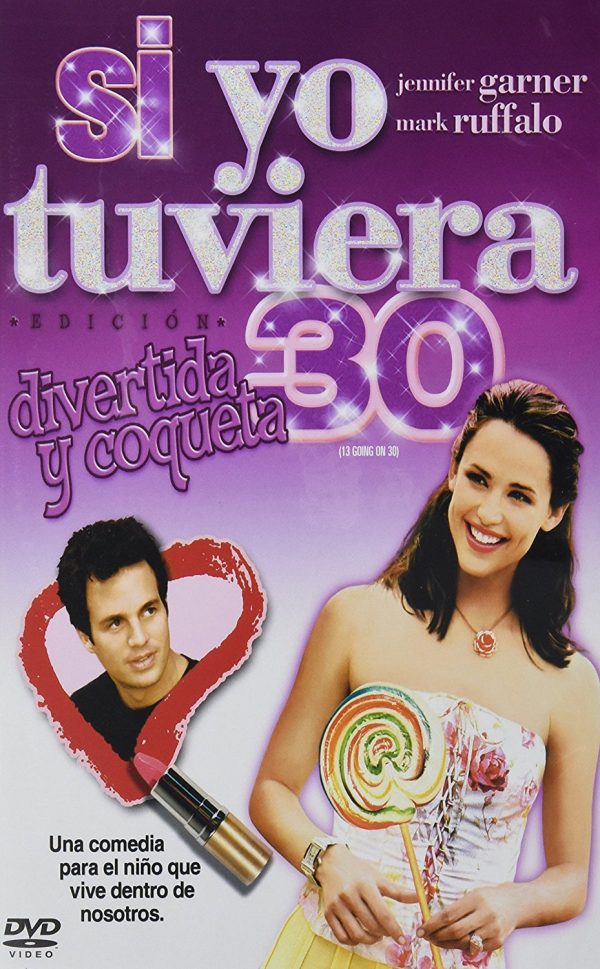 si yo
jennifer garner
mark ruffalo
tuviera
30
*EDICIÓN*
divertida
y coqueta
(13 GOING ON 30)
Una comedia
para el niño que
vive dentro de
nosotros.
DVD
VIDEO